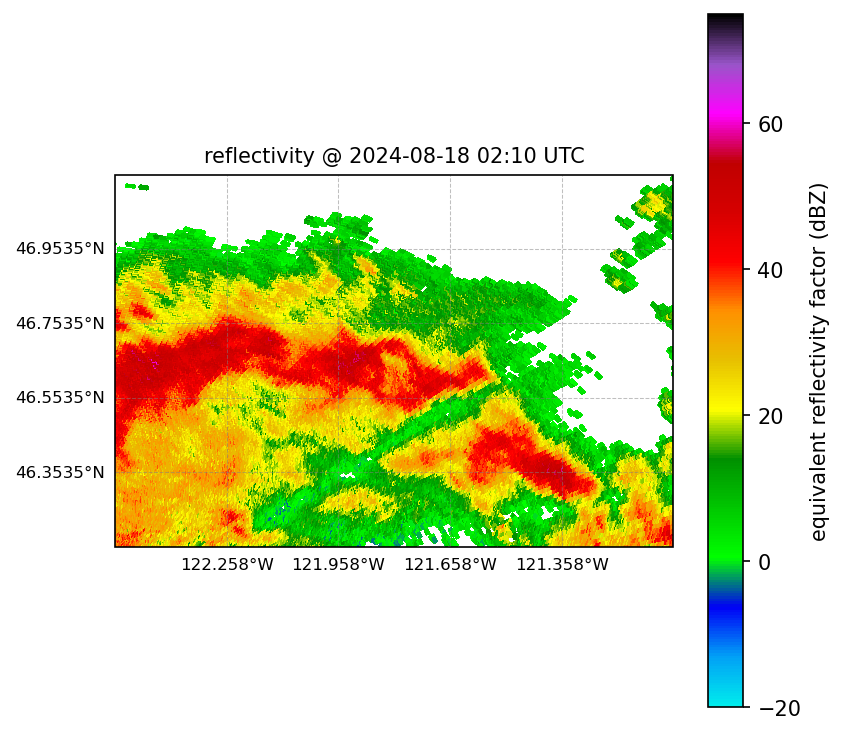 reflectivity @ 2024-08-18 02:10 UTC
46.9535°N
46.7535°N
46.5535°N
46.3535°N
122.258°W 121.958°W 121.658°W 121.358°W
60
40
20
0
−20
equivalent reflectivity factor (dBZ)